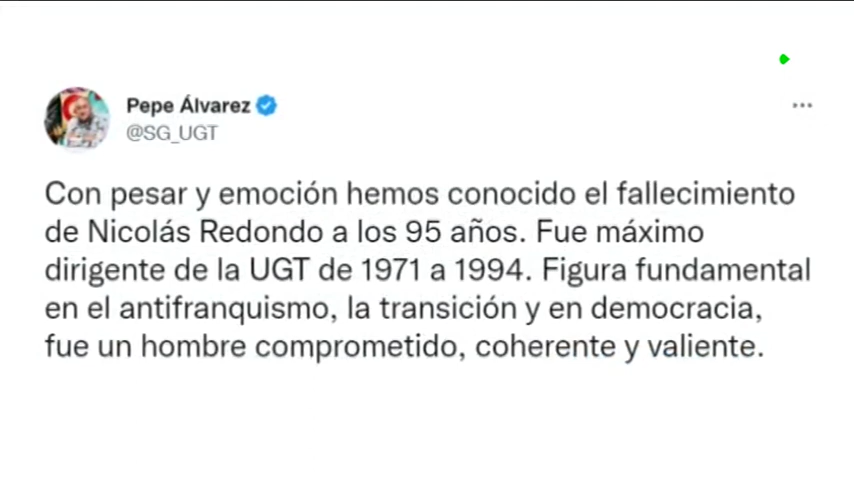 Pepe Álvarez
@SG_UGT
Con pesar y emoción hemos conocido el fallecimiento
de Nicolás Redondo a los 95 años. Fue máximo
dirigente de la UGT de 1971 a 1994. Figura fundamental
en el antifranquismo, la transición y en democracia,
fue un hombre comprometido, coherente y valiente.